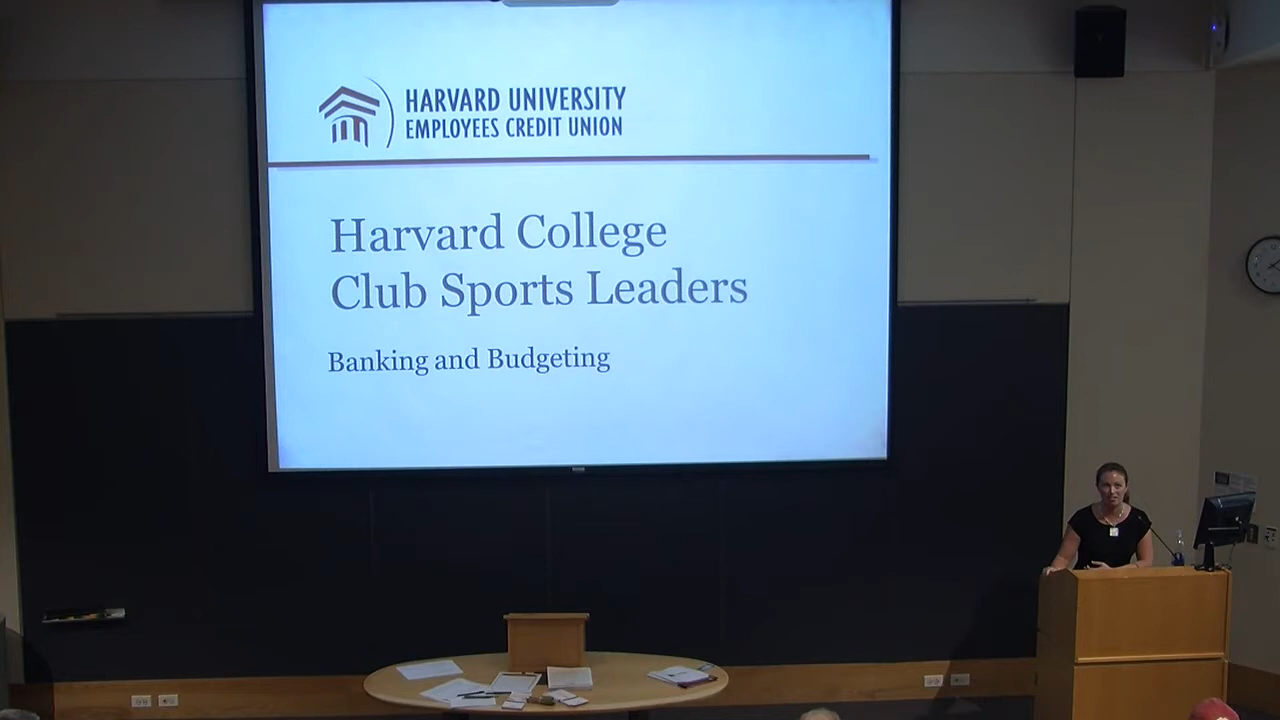 HARVARD UNIVERSITY
EMPLOYEES CREDIT UNION
Harvard College
Club Sports Leaders
Banking and Budgeting